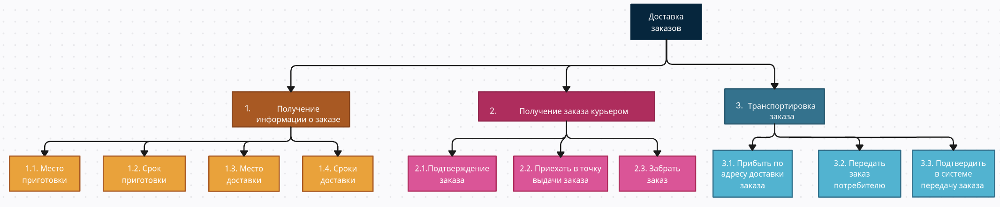 Доставка
заказов
1. Получение
информации о заказе
2. Получение заказа курьером
3. Транспортировка
заказа
1.1. Место
приготовки
1.2. Срок
приготовки
1.3. Место
доставки
1.4. Сроки
доставки
2.1.Подтверждение
заказа
2.2. Приехать в точку
выдачи заказа
2.3. Забрать
заказ
3.1. Прибыть по
адресу доставки
заказа
3.2. Передать
заказ
потребителю
3.3. Подтвердить
в системе
передачу заказа